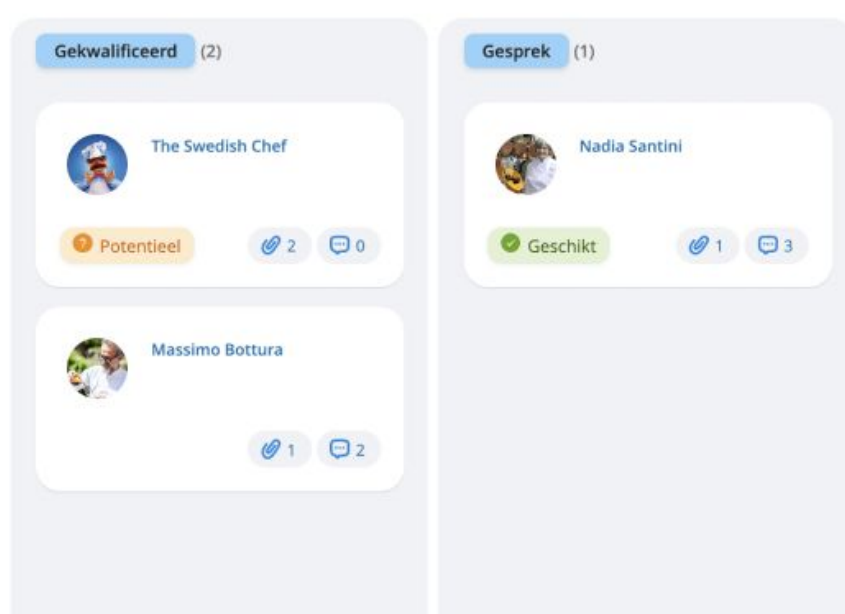 Gekwalificeerd (2)
The Swedish Chef
Potentieel 2 0
Massimo Bottura
1 2
Gesprek (1)
Nadia Santini
Geschikt 1 3